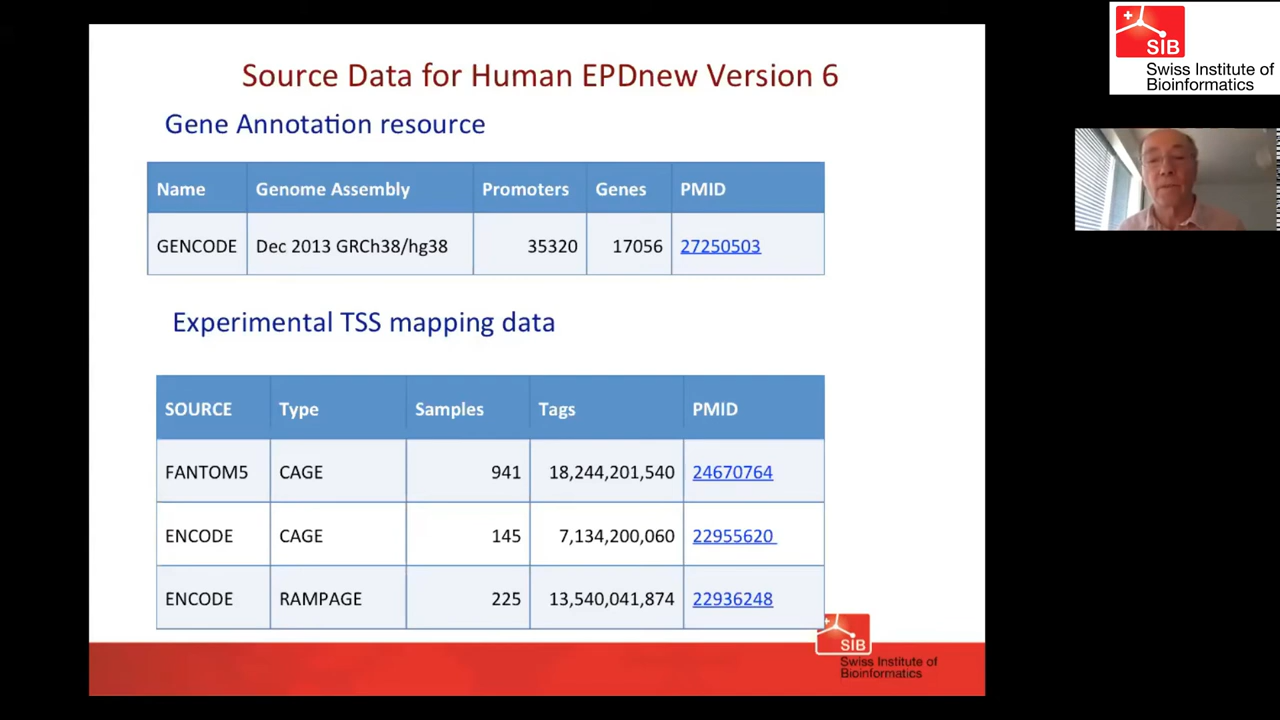 Source Data for Human EPDnew Version 6
Gene Annotation resource
Name Genome Assembly Promoters Genes PMID
GENCODE Dec 2013 GRCh38/hg38 35320 17056 27250503
Experimental TSS mapping data
SOURCE Type Samples Tags PMID
FANTOM5 CAGE 941 18,244,201,540 24670764
ENCODE CAGE 145 7,134,200,060 22955620
ENCODE RAMPAGE 225 13,540,041,874 22936248
SIB
Swiss Institute of
Bioinformatics
SIB
Swiss Institute of
Bioinformatics